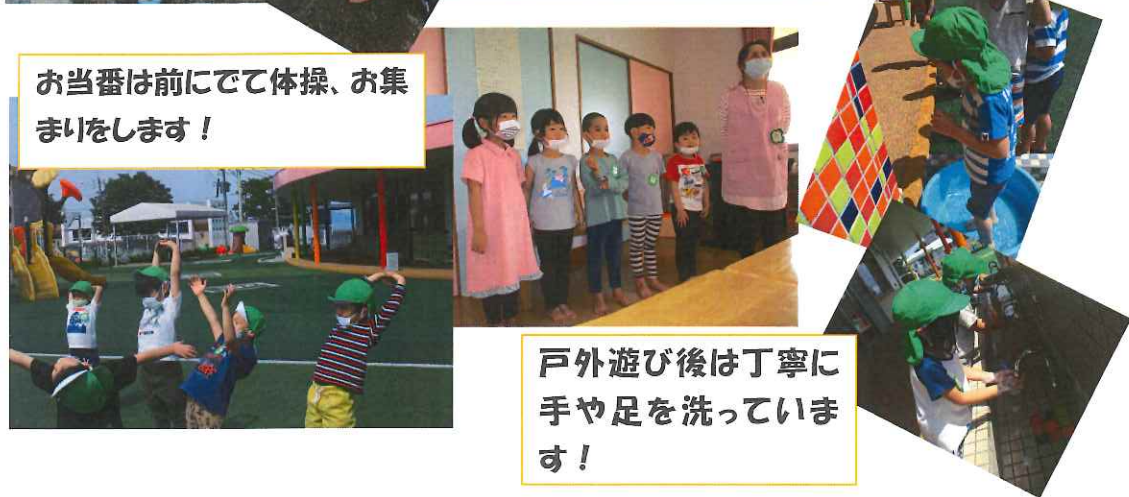 お当番は前にでて体操、お集
まりをします！
戸外遊び後は丁寧に
手や足を洗っていま
す！